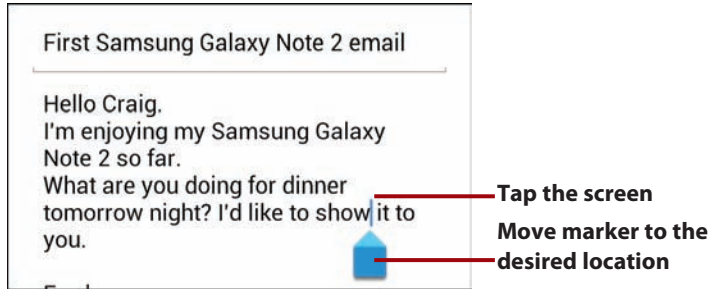 First Samsung Galaxy Note 2 email
Hello Craig.
I'm enjoying my Samsung Galaxy
Note 2 so far.
What are you doing for dinner
tomorrow night? I'd like to show it to
you.
Tap the screen
Move marker to the
desired location